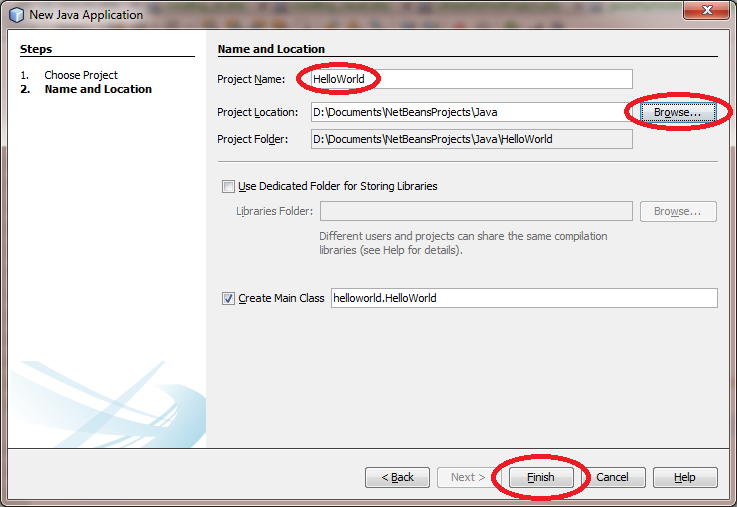 New Java Application
Steps
1. Choose Project
2. Name and Location
Name and Location
Project Name: HelloWorld
Project Location: D:\Documents\NetBeansProjects\Java Browse...
Project Folder: D:\Documents\NetBeansProjects\Java\HelloWorld
Use Dedicated Folder for Storing Libraries
Libraries Folder: Browse...
Different users and projects can share the same compilation
libraries (see Help for details).
Create Main Class helloworld.HelloWorld
< Back Next > Finish Cancel Help